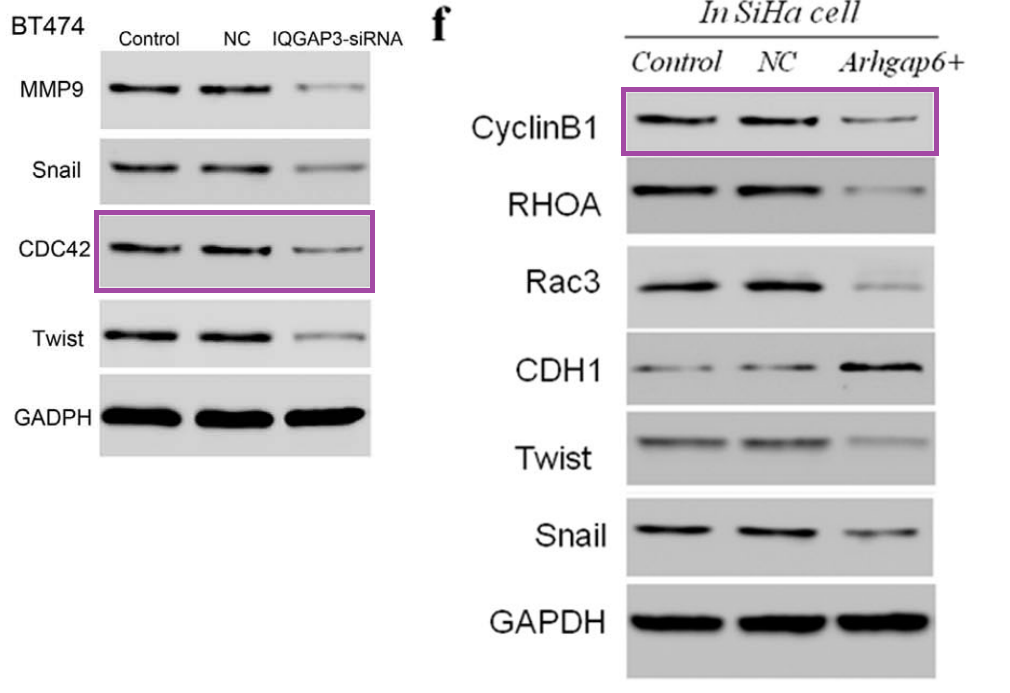 BT474
Control NC IQGAP3-siRNA
MMP9
Snail
CDC42
Twist
GADPH
f
In SiHa cell
Control NC Arhgap6+
CyclinB1
RHOA
Rac3
CDH1
Twist
Snail
GAPDH